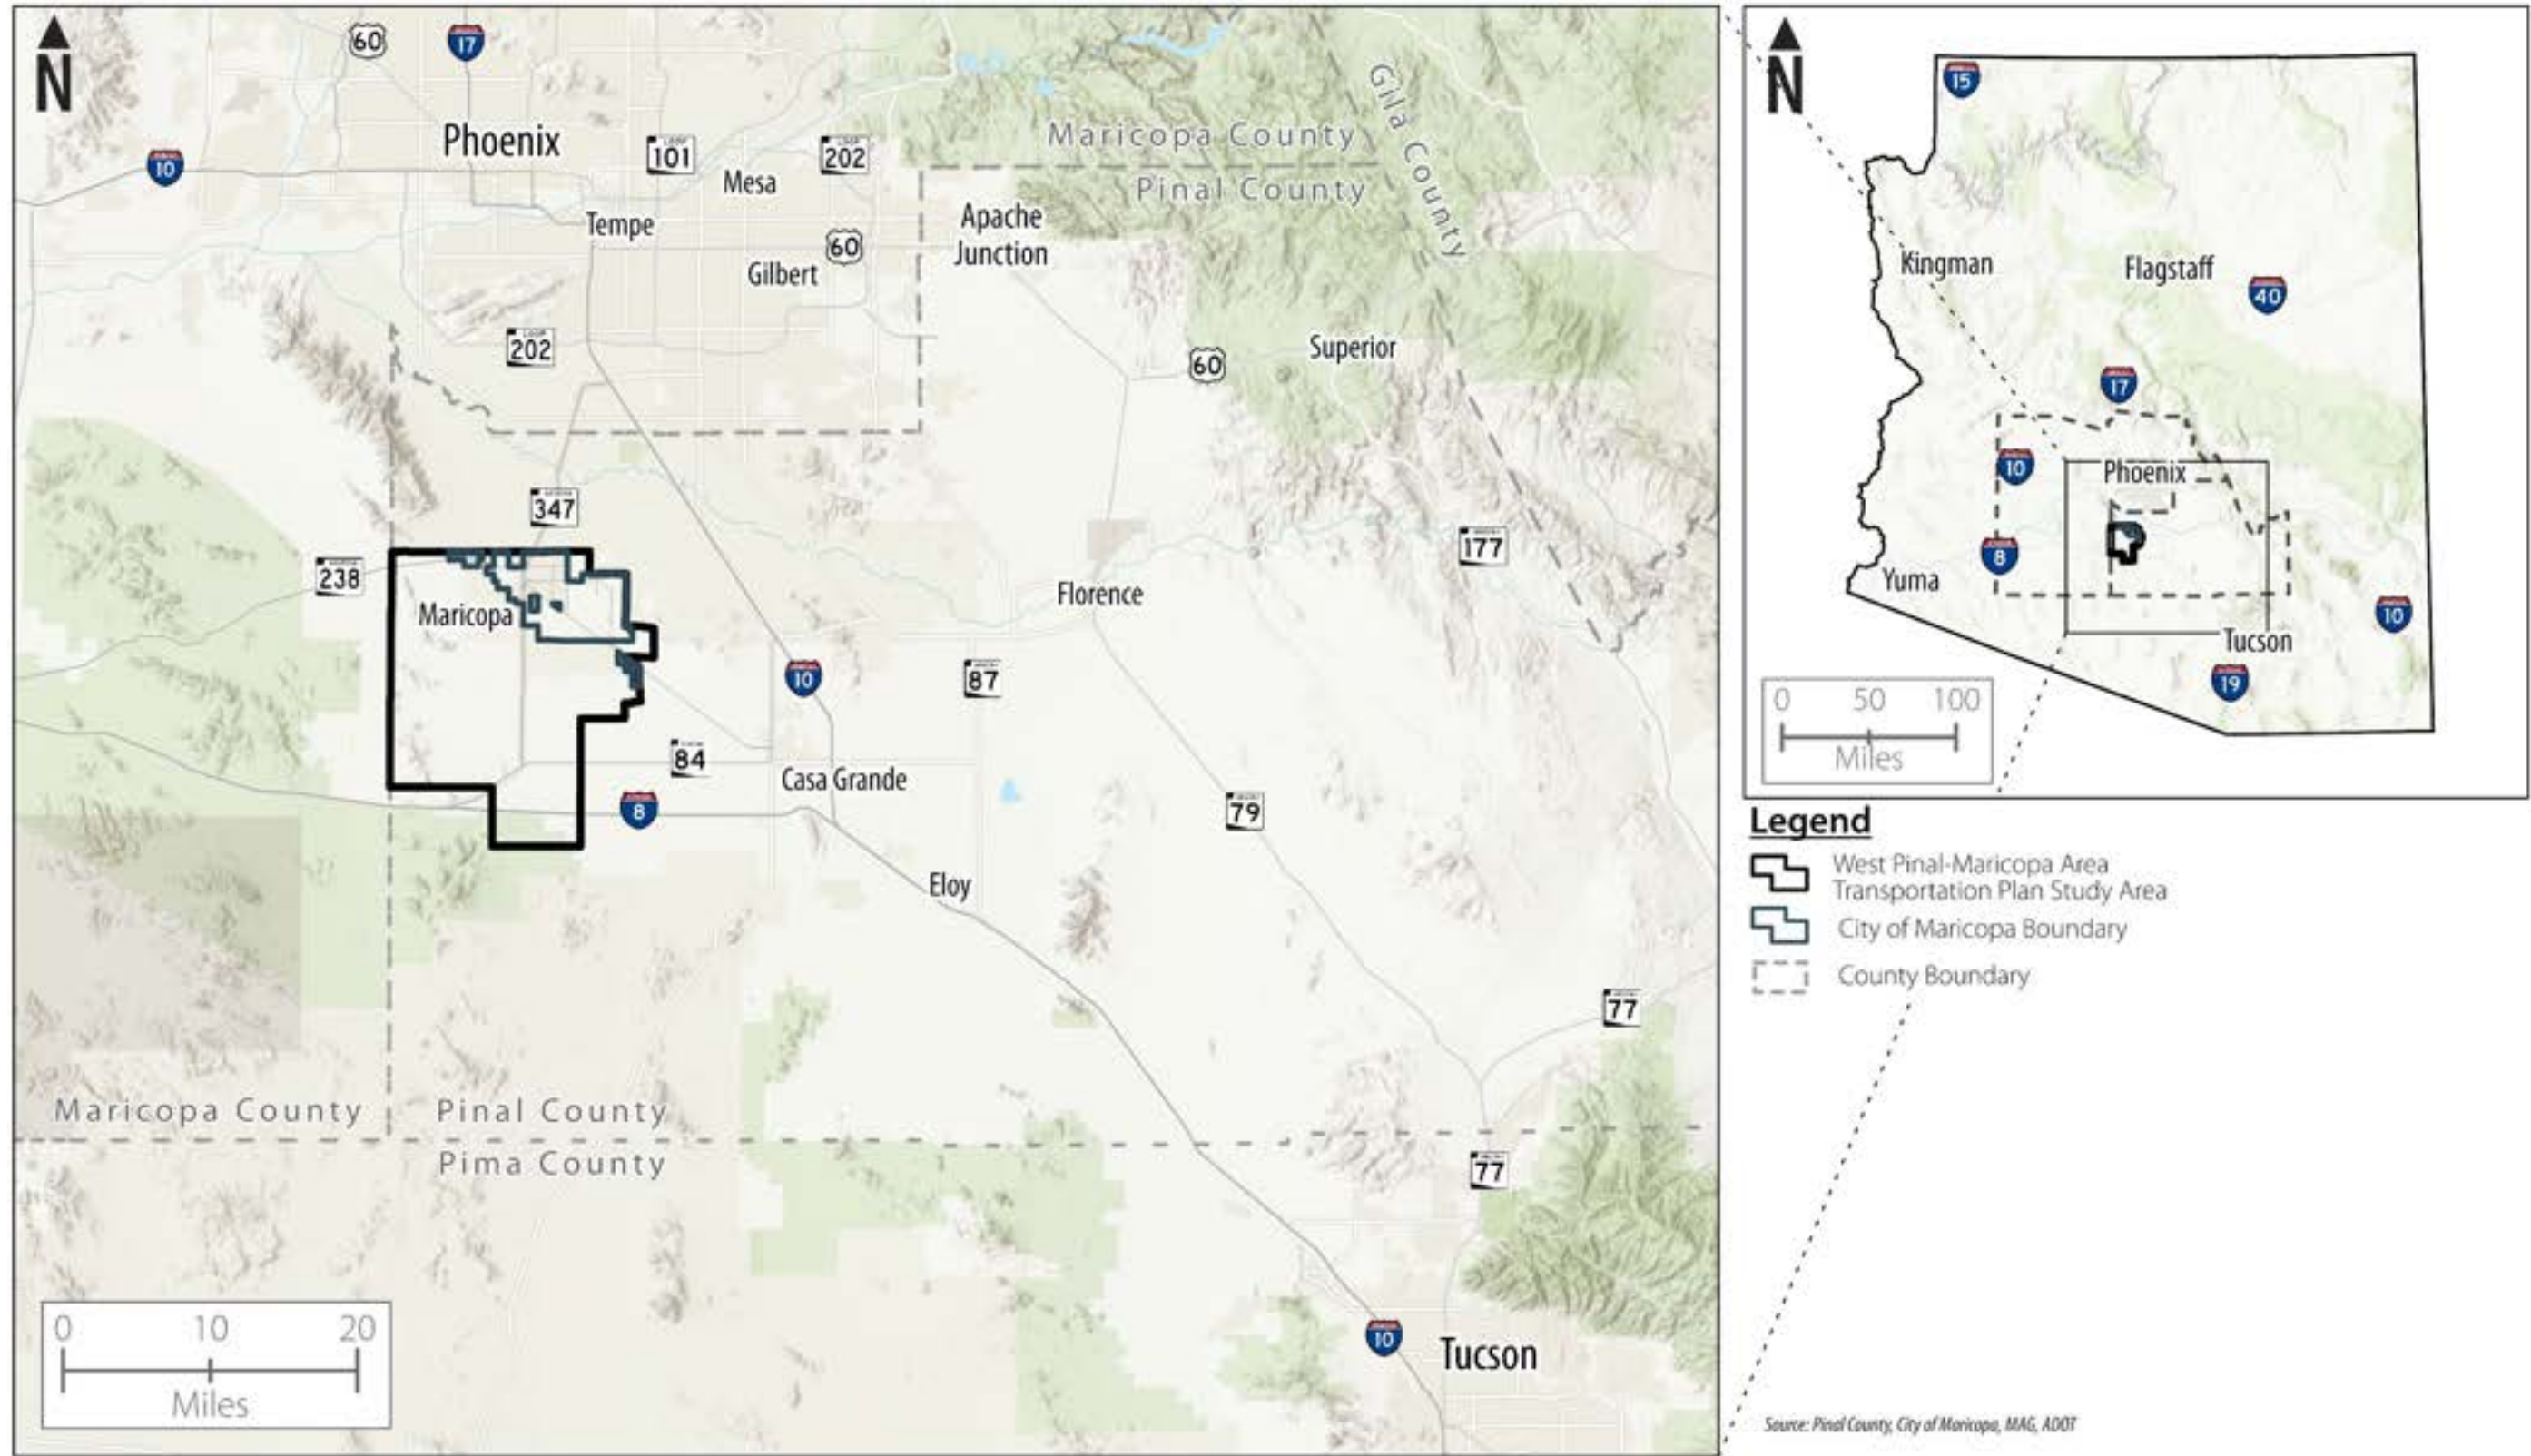 N
60
17
10
Phoenix
LOOP
101
LOOP
202
Mesa
Tempe
60
Gilbert
LOOP
202
Maricopa County
Pinal County
Gila County
Apache
Junction
60
Superior
347
238
Maricopa
177
Florence
10
87
84
Casa Grande
8
79
Eloy
77
Maricopa County
Pinal County
Pima County
77
10
Tucson
0 10 20
Miles
N
15
Kingman
Flagstaff
40
17
10
Phoenix
8
Yuma
10
Tucson
19
0 50 100
Miles
Legend
West Pinal-Maricopa Area
Transportation Plan Study Area
City of Maricopa Boundary
County Boundary
Source: Pinal County, City of Maricopa, MAG, ADOT